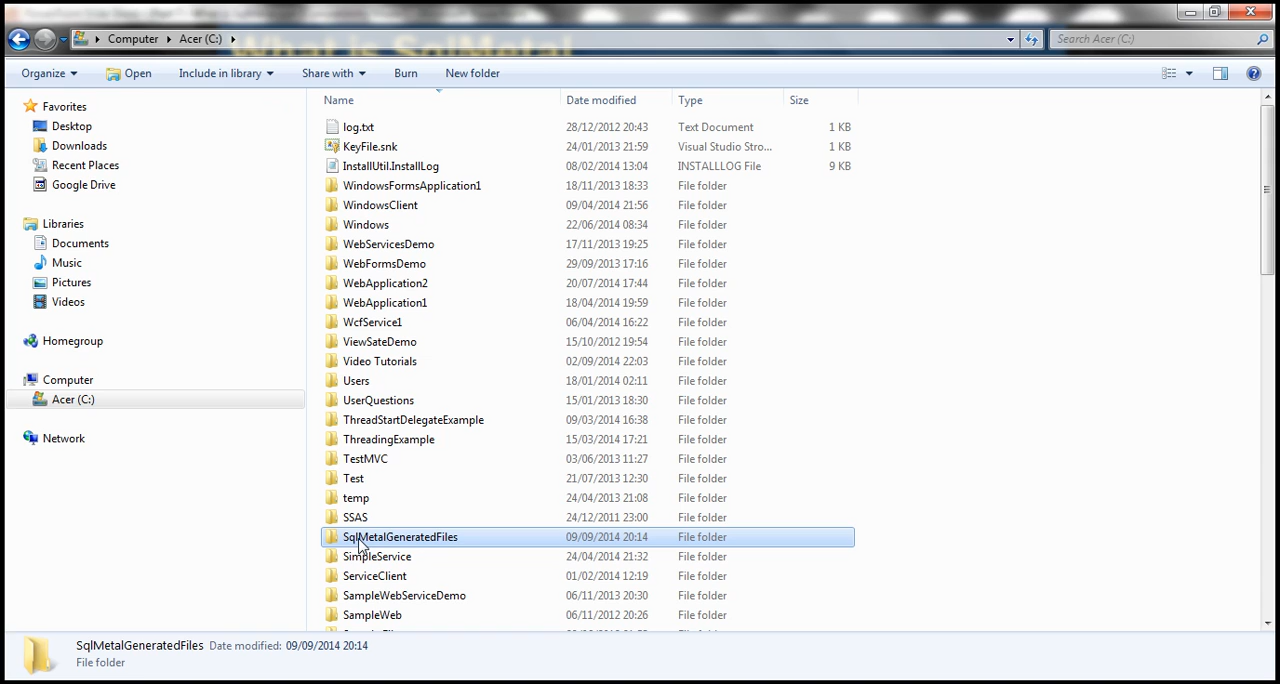 What is SqlMetal
Computer Acer (C:) Search Acer (C:)
Organize Open Include in library Share with Burn New folder
Name Date modified Type Size
Favorites
Desktop
Downloads
Recent Places
Google Drive
Libraries
Documents
Music
Pictures
Videos
Homegroup
Computer
Acer (C:)
Network
log.txt 28/12/2012 20:43 Text Document 1 KB
KeyFile.snk 24/01/2013 21:59 Visual Studio Stro... 1 KB
InstallUtil.InstallLog 08/02/2014 13:04 INSTALLLOG File 9 KB
WindowsFormsApplication1 18/11/2013 18:33 File folder
WindowsClient 09/04/2014 21:56 File folder
Windows 22/06/2014 08:34 File folder
WebServicesDemo 17/11/2013 19:25 File folder
WebFormsDemo 29/09/2013 17:16 File folder
WebApplication2 20/07/2014 17:44 File folder
WebApplication1 18/04/2014 19:59 File folder
WcfService1 06/04/2014 16:22 File folder
ViewSateDemo 15/10/2012 19:54 File folder
Video Tutorials 02/09/2014 22:03 File folder
Users 18/01/2014 02:11 File folder
UserQuestions 15/01/2013 18:30 File folder
ThreadStartDelegateExample 09/03/2014 16:38 File folder
ThreadingExample 15/03/2014 17:21 File folder
TestMVC 03/06/2013 11:27 File folder
Test 21/07/2013 12:30 File folder
temp 24/04/2013 21:08 File folder
SSAS 24/12/2011 23:00 File folder
SqlMetalGeneratedFiles 09/09/2014 20:14 File folder
SimpleService 24/04/2014 21:32 File folder
ServiceClient 01/02/2014 12:19 File folder
SampleWebServiceDemo 06/11/2013 20:30 File folder
SampleWeb 06/11/2012 20:26 File folder
SqlMetalGeneratedFiles Date modified: 09/09/2014 20:14
File folder